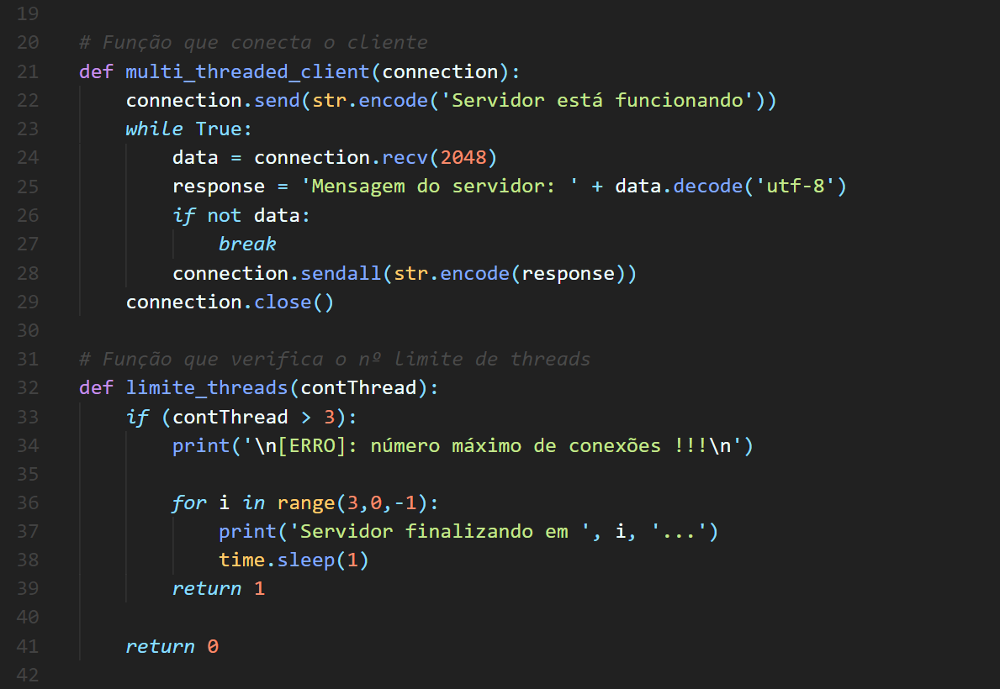 19
20 # Função que conecta o cliente
21 def multi_threaded_client(connection):
22     connection.send(str.encode('Servidor está funcionando'))
23     while True:
24         data = connection.recv(2048)
25         response = 'Mensagem do servidor: ' + data.decode('utf-8')
26         if not data:
27             break
28         connection.sendall(str.encode(response))
29     connection.close()
30
31 # Função que verifica o nº limite de threads
32 def limite_threads(contThread):
33     if (contThread > 3):
34         print('\n[ERRO]: número máximo de conexões !!!\n')
35
36         for i in range(3,0,-1):
37             print('Servidor finalizando em ', i, '...')
38             time.sleep(1)
39         return 1
40
41     return 0
42